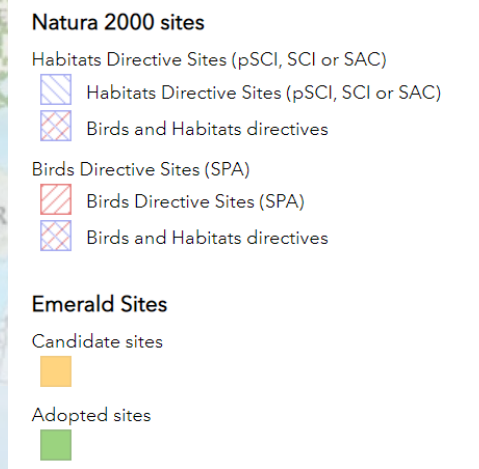 Natura 2000 sites
Habitats Directive Sites (pSCI, SCI or SAC)
Habitats Directive Sites (pSCI, SCI or SAC)
Birds and Habitats directives
Birds Directive Sites (SPA)
Birds Directive Sites (SPA)
Birds and Habitats directives
Emerald Sites
Candidate sites
Adopted sites